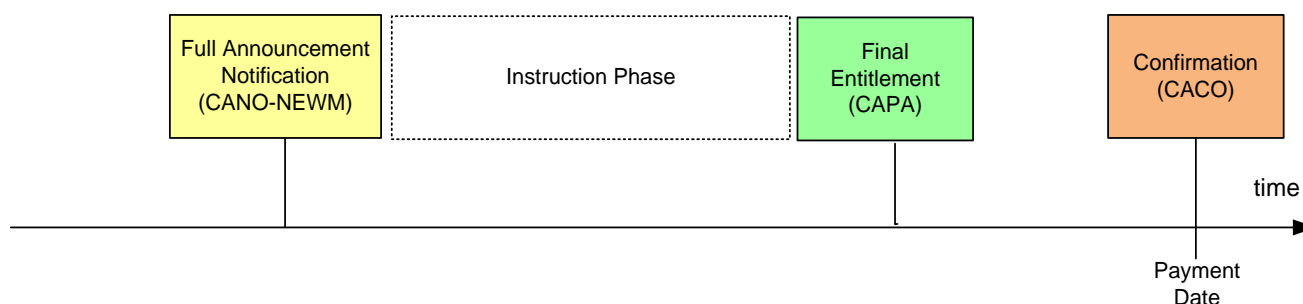 Full Announcement
Notification
(CANO-NEWM)
Instruction Phase
Final
Entitlement
(CAPA)
Confirmation
(CACO)
time
Payment
Date